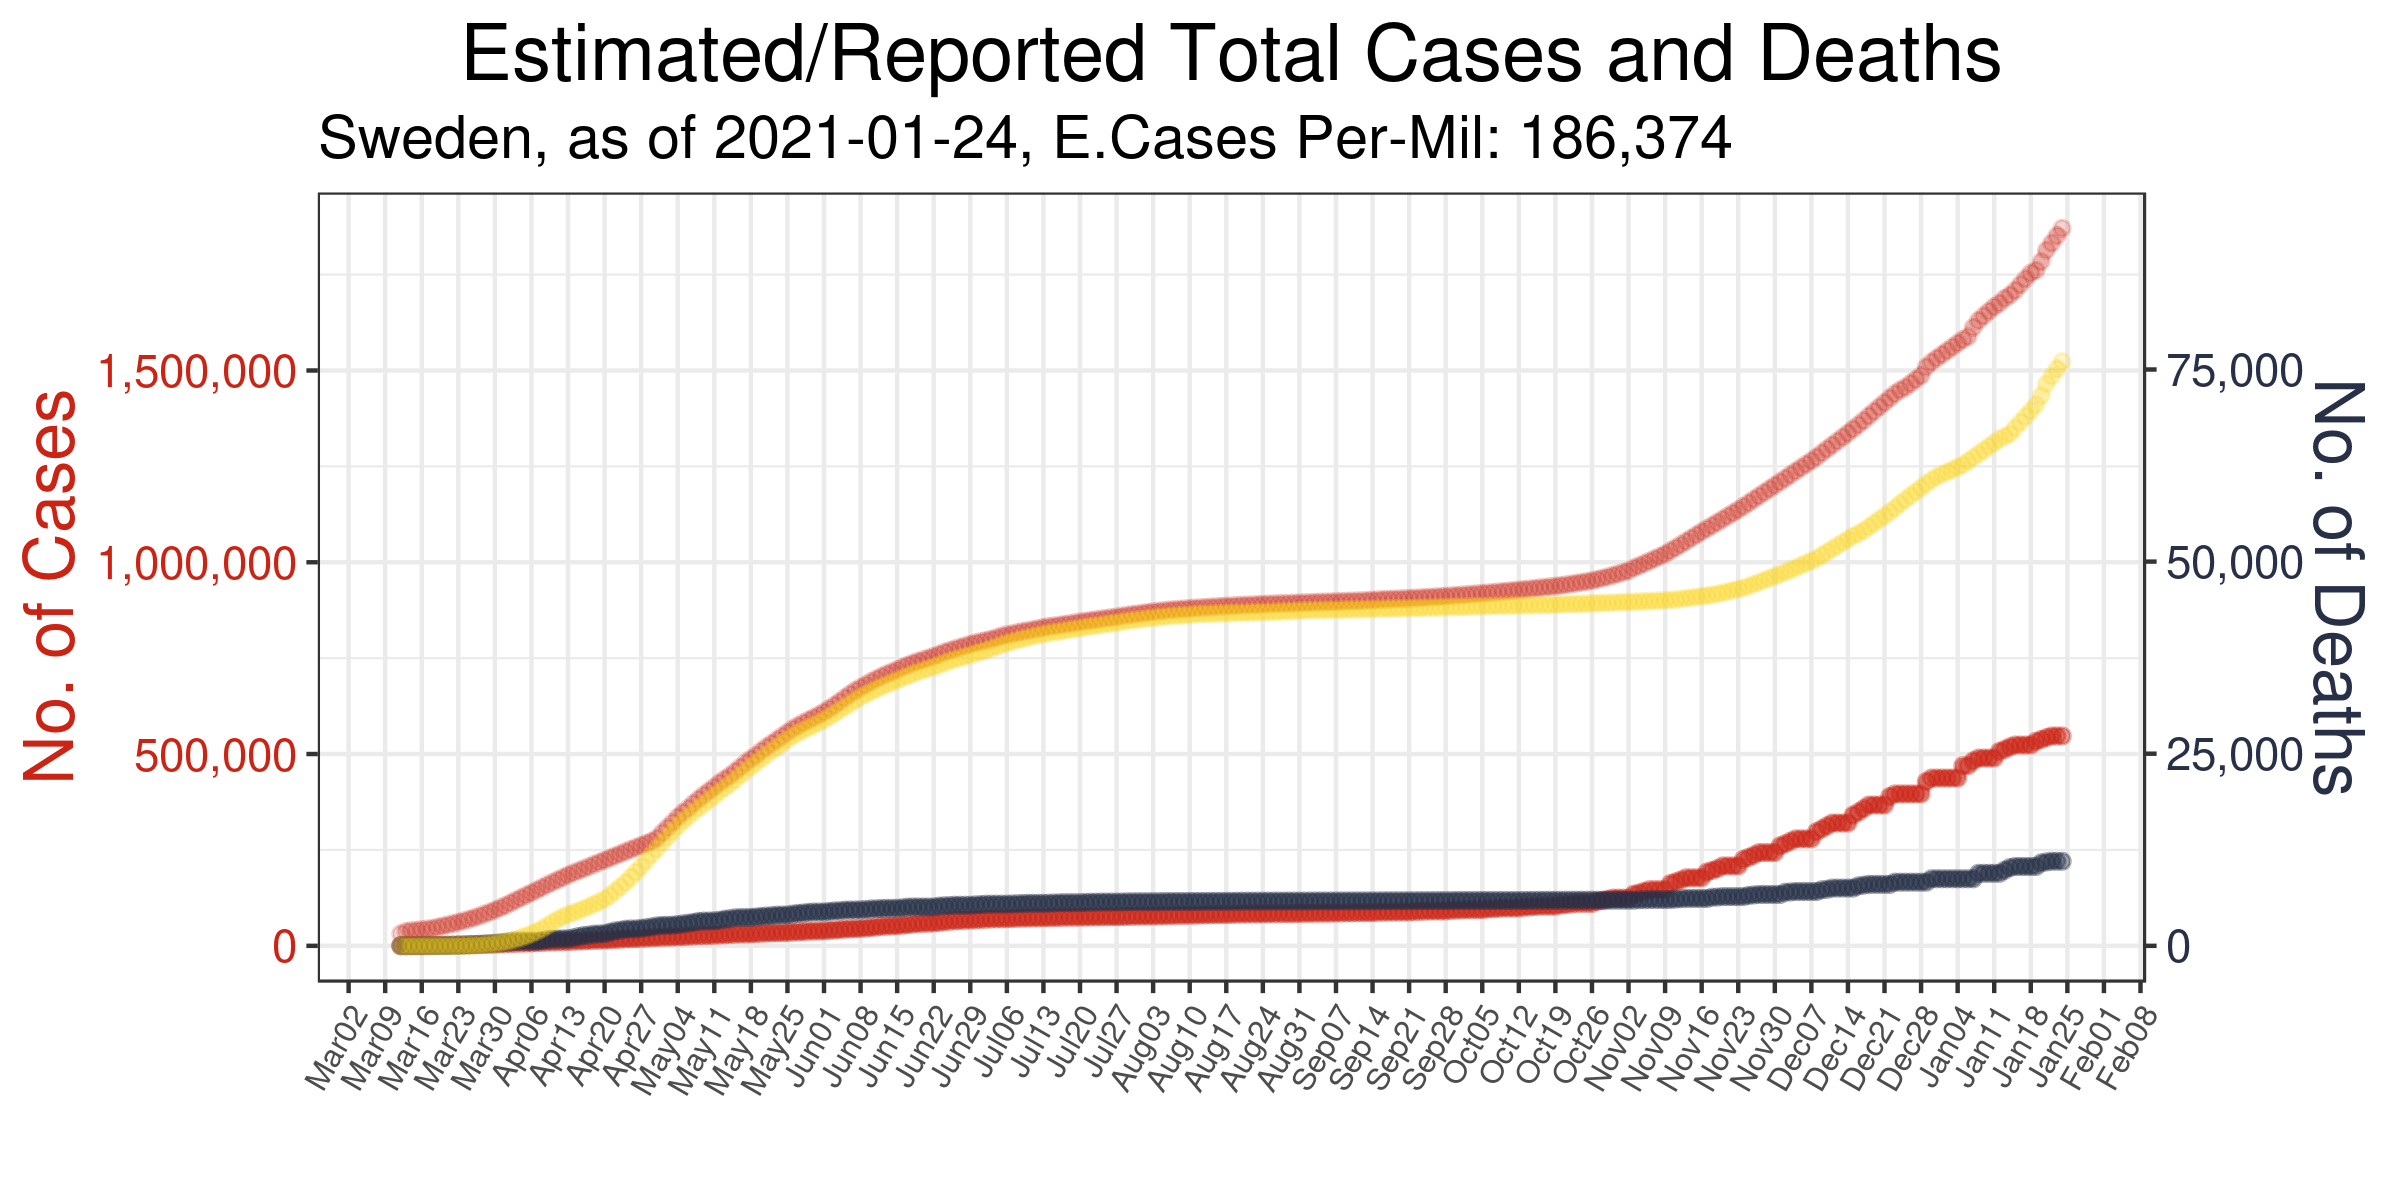 Estimated/Reported Total Cases and Deaths
Sweden, as of 2021-01-24, E.Cases Per-Mil: 186,374
No. of Cases
1,500,000
1,000,000
500,000
0
75,000
50,000
25,000
0
No. of Deaths
Mar02
Mar09
Mar16
Mar23
Mar30
Apr06
Apr13
Apr20
Apr27
May04
May11
May18
May25
Jun01
Jun08
Jun15
Jun22
Jun29
Jul06
Jul13
Jul20
Jul27
Aug03
Aug10
Aug17
Aug24
Aug31
Sep07
Sep14
Sep21
Sep28
Oct05
Oct12
Oct19
Oct26
Nov02
Nov09
Nov16
Nov23
Nov30
Dec07
Dec14
Dec21
Dec28
Jan04
Jan11
Jan18
Jan25
Feb01
Feb08